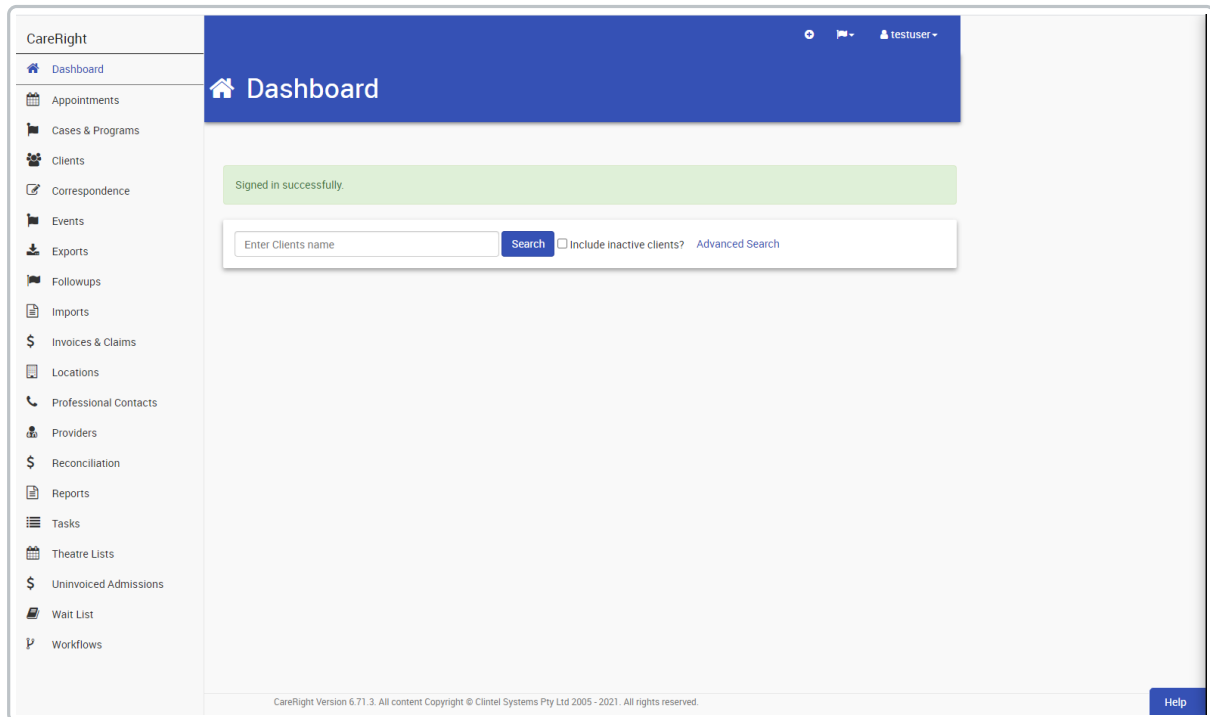 CareRight
testuser
Dashboard
Dashboard
Appointments
Cases & Programs
Clients
Correspondence
Events
Exports
Followups
Imports
Invoices & Claims
Locations
Professional Contacts
Providers
Reconciliation
Reports
Tasks
Theatre Lists
Uninvoiced Admissions
Wait List
Workflows
Signed in successfully.
Enter Clients name Search Include inactive clients? Advanced Search
CareRight Version 6.71.3. All content Copyright © Clintel Systems Pty Ltd 2005 - 2021. All rights reserved.
Help